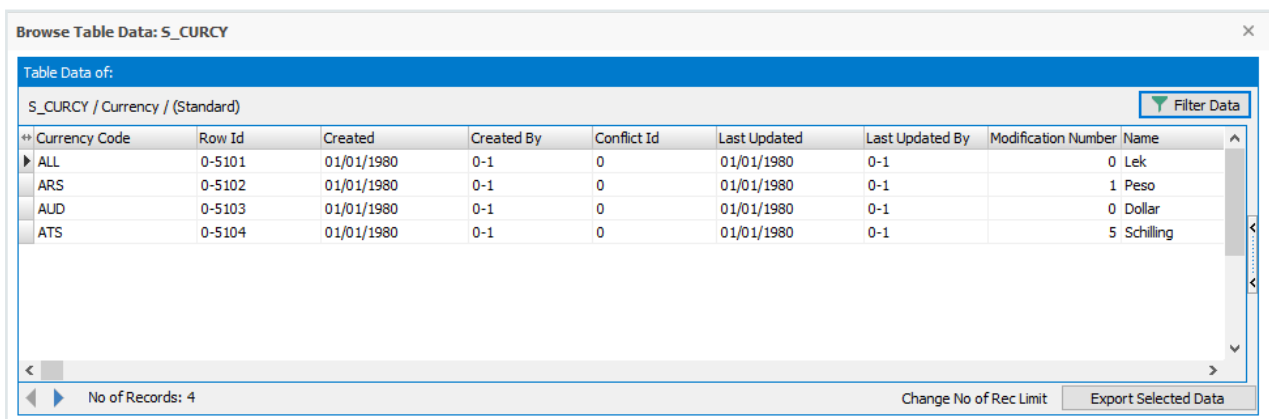 Browse Table Data: S_CURCY
Table Data of:
S_CURCY / Currency / (Standard) Filter Data
Currency Code Row Id Created Created By Conflict Id Last Updated Last Updated By Modification Number Name
ALL 0-5101 01/01/1980 0-1 0 01/01/1980 0-1 0 Lek
ARS 0-5102 01/01/1980 0-1 0 01/01/1980 0-1 1 Peso
AUD 0-5103 01/01/1980 0-1 0 01/01/1980 0-1 0 Dollar
ATS 0-5104 01/01/1980 0-1 0 01/01/1980 0-1 5 Schilling
No of Records: 4 Change No of Rec Limit Export Selected Data